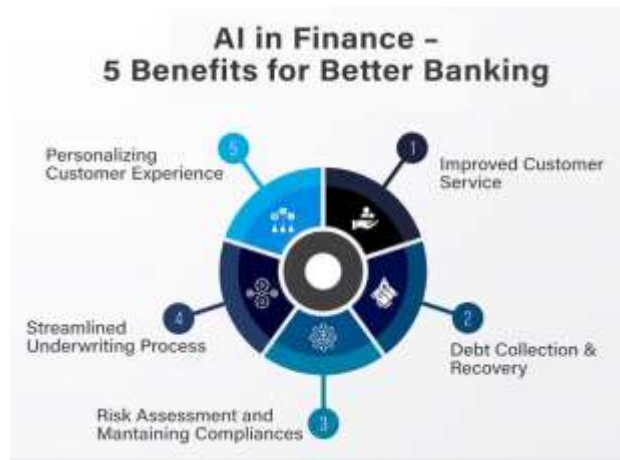 AI in Finance –
5 Benefits for Better Banking
1
Improved Customer
Service
2
Debt Collection &
Recovery
3
Risk Assessment and
Mantaining Compliances
4
Streamlined
Underwriting Process
5
Personalizing
Customer Experience